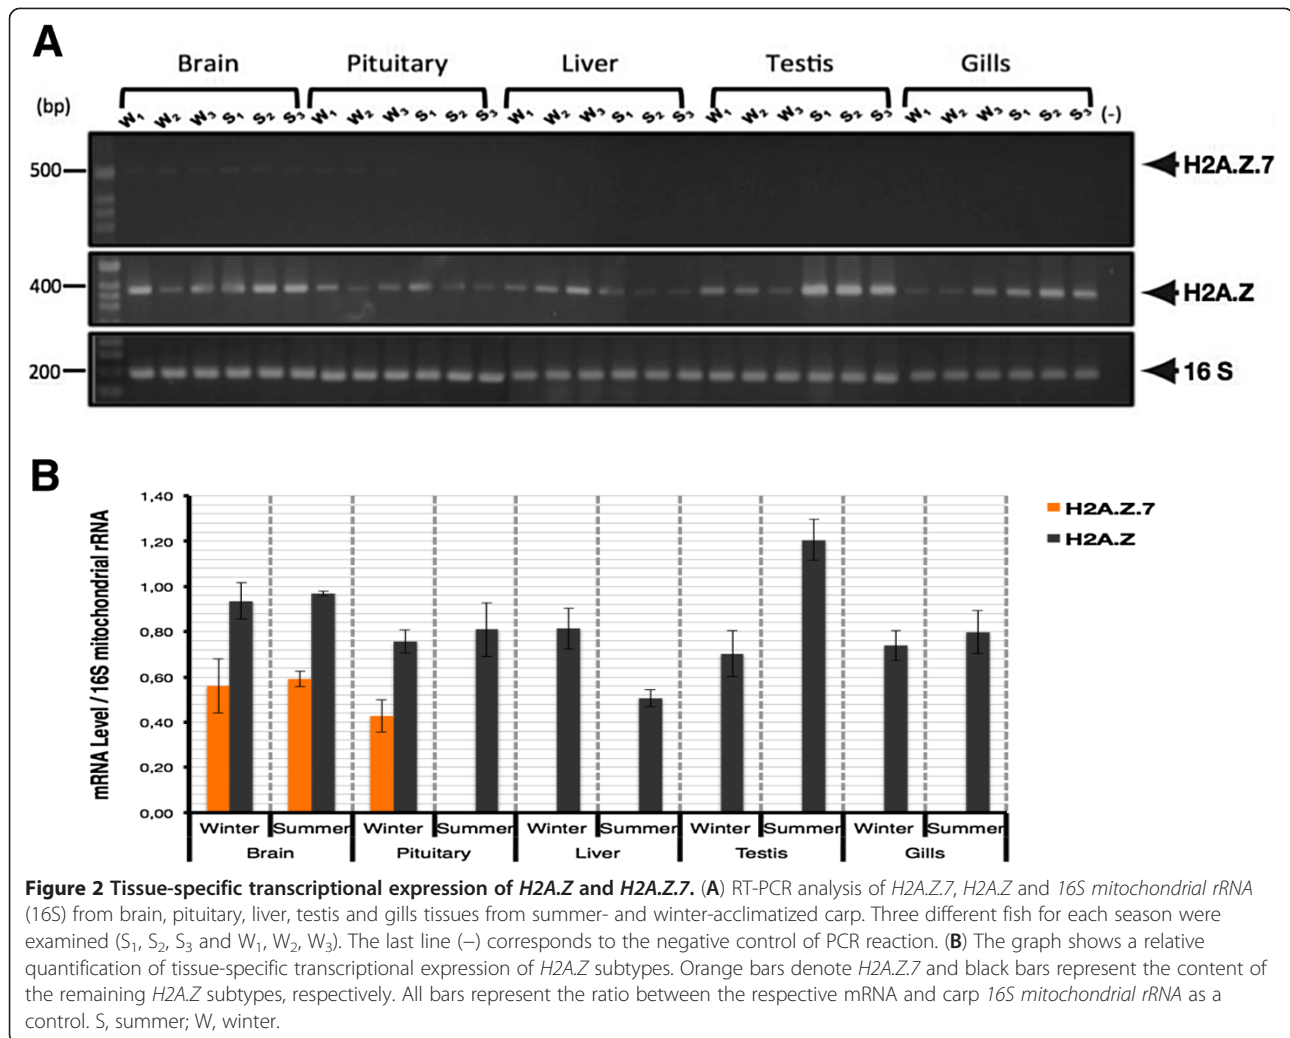 A
Brain Pituitary Liver Testis Gills
(bp) W1 W2 W3 S1 S2 S3 W1 W2 W3 S1 S2 S3 W1 W2 W3 S1 S2 S3 W1 W2 W3 S1 S2 S3 W1 W2 W3 S1 S2 S3 (-)
500 H2A.Z.7
400 H2A.Z
200 16 S
B
mRNA Level / 16S mitochondrial rRNA
1,40
1,20
1,00
0,80
0,60
0,40
0,20
0,00
H2A.Z.7
H2A.Z
Winter Summer Winter Summer Winter Summer Winter Summer Winter Summer
Brain Pituitary Liver Testis Gills
Figure 2 Tissue-specific transcriptional expression of H2A.Z and H2A.Z.7. (A) RT-PCR analysis of H2A.Z.7, H2A.Z and 16S mitochondrial rRNA
(16S) from brain, pituitary, liver, testis and gills tissues from summer- and winter-acclimatized carp. Three different fish for each season were
examined (S1, S2, S3 and W1, W2, W3). The last line (−) corresponds to the negative control of PCR reaction. (B) The graph shows a relative
quantification of tissue-specific transcriptional expression of H2A.Z subtypes. Orange bars denote H2A.Z.7 and black bars represent the content of
the remaining H2A.Z subtypes, respectively. All bars represent the ratio between the respective mRNA and carp 16S mitochondrial rRNA as a
control. S, summer; W, winter.